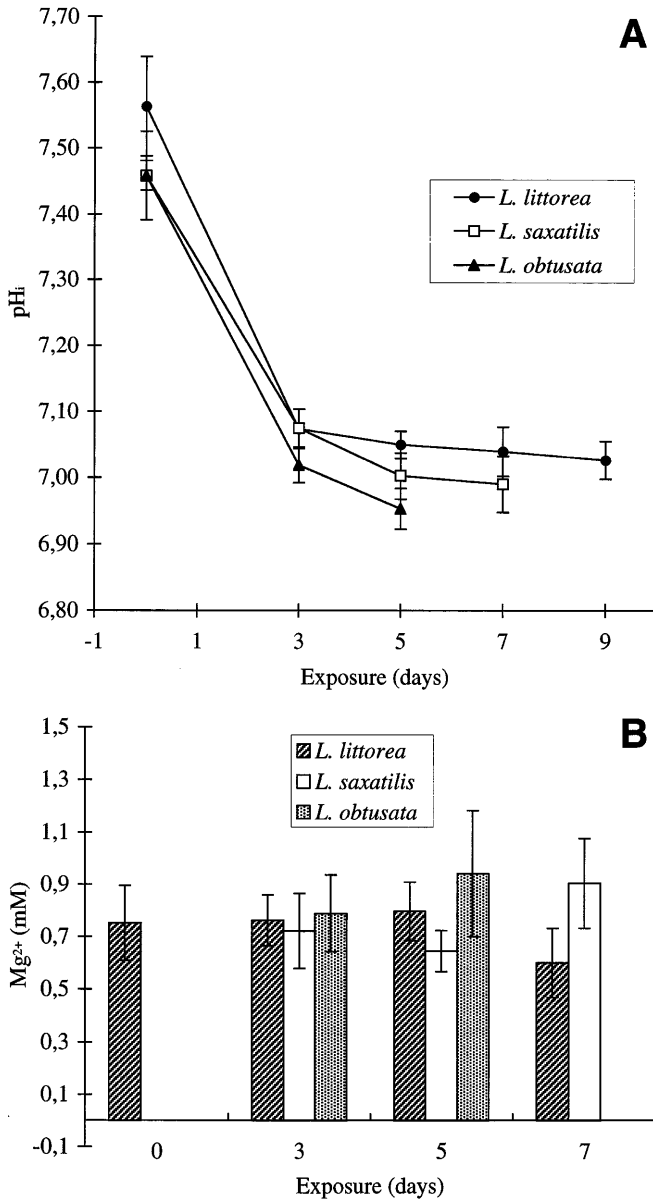 A
7,70
7,60
7,50
7,40
7,30
7,20
7,10
7,00
6,90
6,80
pHi
L. littorea
L. saxatilis
L. obtusata
-1 1 3 5 7 9
Exposure (days)
B
1,5
1,3
1,1
0,9
0,7
0,5
0,3
0,1
-0,1
Mg²⁺ (mM)
L. littorea
L. saxatilis
L. obtusata
0 3 5 7
Exposure (days)